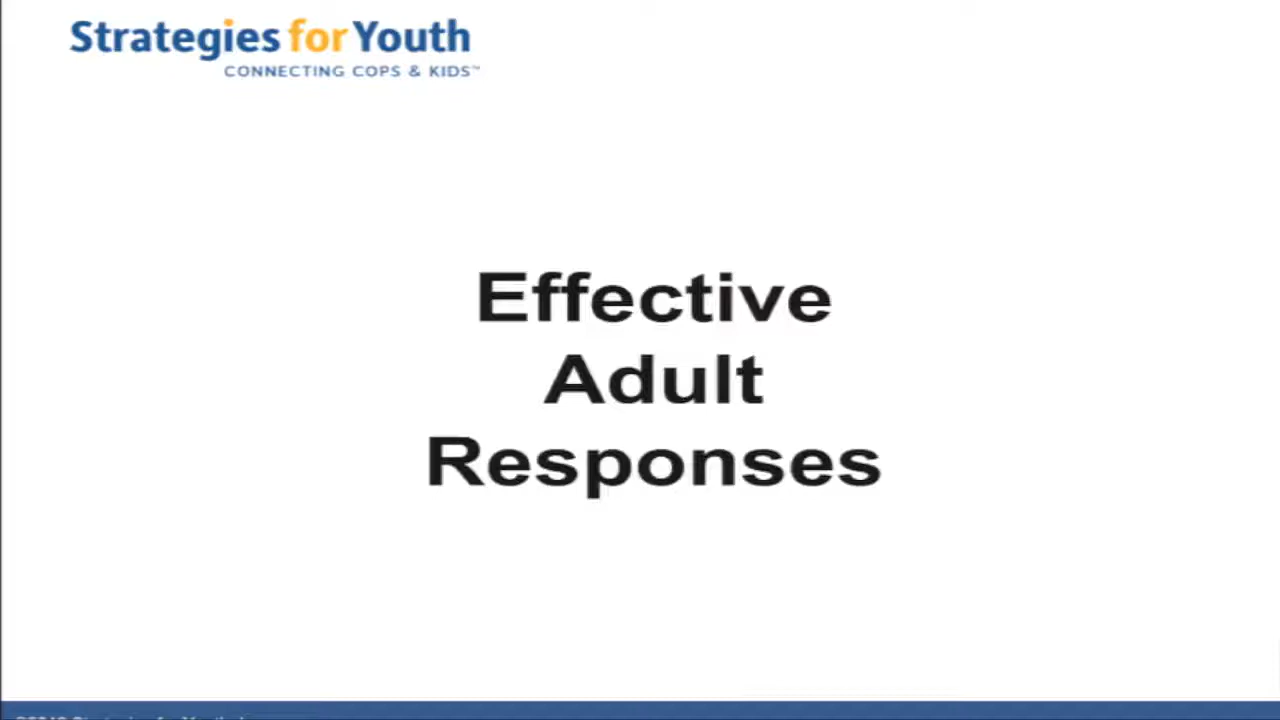 Strategies for Youth
CONNECTING COPS & KIDS™
Effective
Adult
Responses